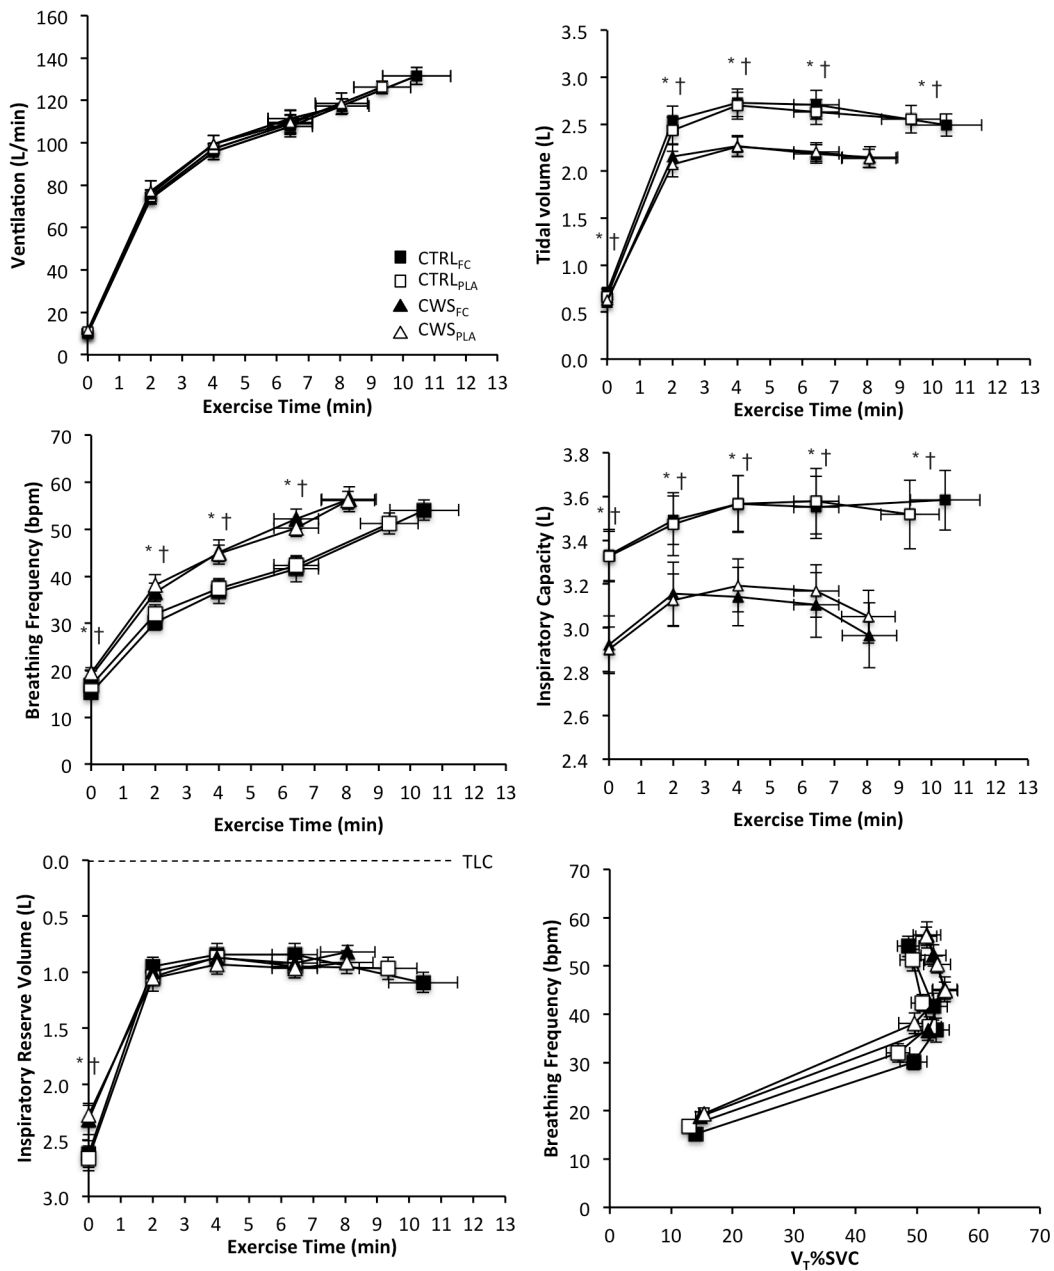 160
140
120
100
80
60
40
20
0
Ventilation (L/min)
CTRLFC
CTRLPLA
CWSFC
CWSPLA
0 1 2 3 4 5 6 7 8 9 10 11 12 13
Exercise Time (min)
3.5
3.0
2.5
2.0
1.5
1.0
0.5
0.0
Tidal volume (L)
* †
* †
* †
* †
* †
0 1 2 3 4 5 6 7 8 9 10 11 12 13
Exercise Time (min)
70
60
50
40
30
20
10
0
Breathing Frequency (bpm)
* †
* †
* †
* †
0 1 2 3 4 5 6 7 8 9 10 11 12 13
Exercise Time (min)
3.8
3.6
3.4
3.2
3.0
2.8
2.6
2.4
Inspiratory Capacity (L)
* †
* †
* †
* †
* †
0 1 2 3 4 5 6 7 8 9 10 11 12 13
Exercise Time (min)
0.0
0.5
1.0
1.5
2.0
2.5
3.0
Inspiratory Reserve Volume (L)
TLC
* †
0 1 2 3 4 5 6 7 8 9 10 11 12 13
Exercise Time (min)
70
60
50
40
30
20
10
0
Breathing Frequency (bpm)
0 10 20 30 40 50 60 70
VT%SVC